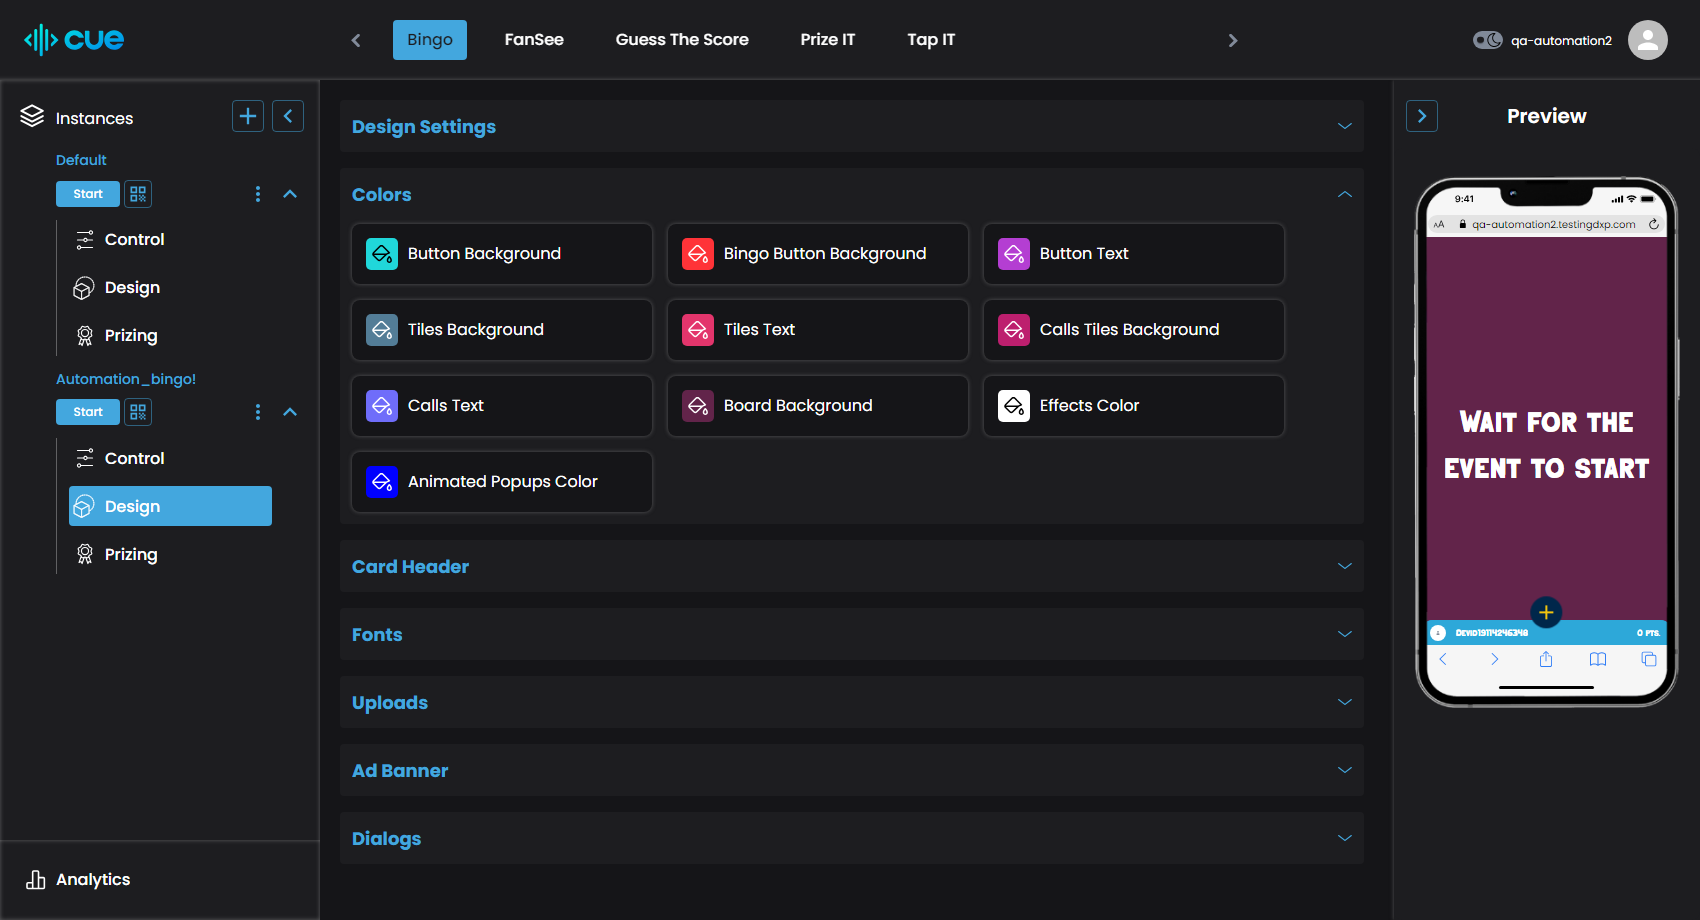 cue
Bingo
FanSee
Guess The Score
Prize IT
Tap IT
qa-automation2
Instances
Default
Start
Control
Design
Prizing
Automation_bingo!
Start
Control
Design
Prizing
Analytics
Design Settings
Colors
Button Background
Bingo Button Background
Button Text
Tiles Background
Tiles Text
Calls Tiles Background
Calls Text
Board Background
Effects Color
Animated Popups Color
Card Header
Fonts
Uploads
Ad Banner
Dialogs
Preview
9:41
AA
qa-automation2.testingdxp.com
WAIT FOR THE
EVENT TO START
0 PTS.